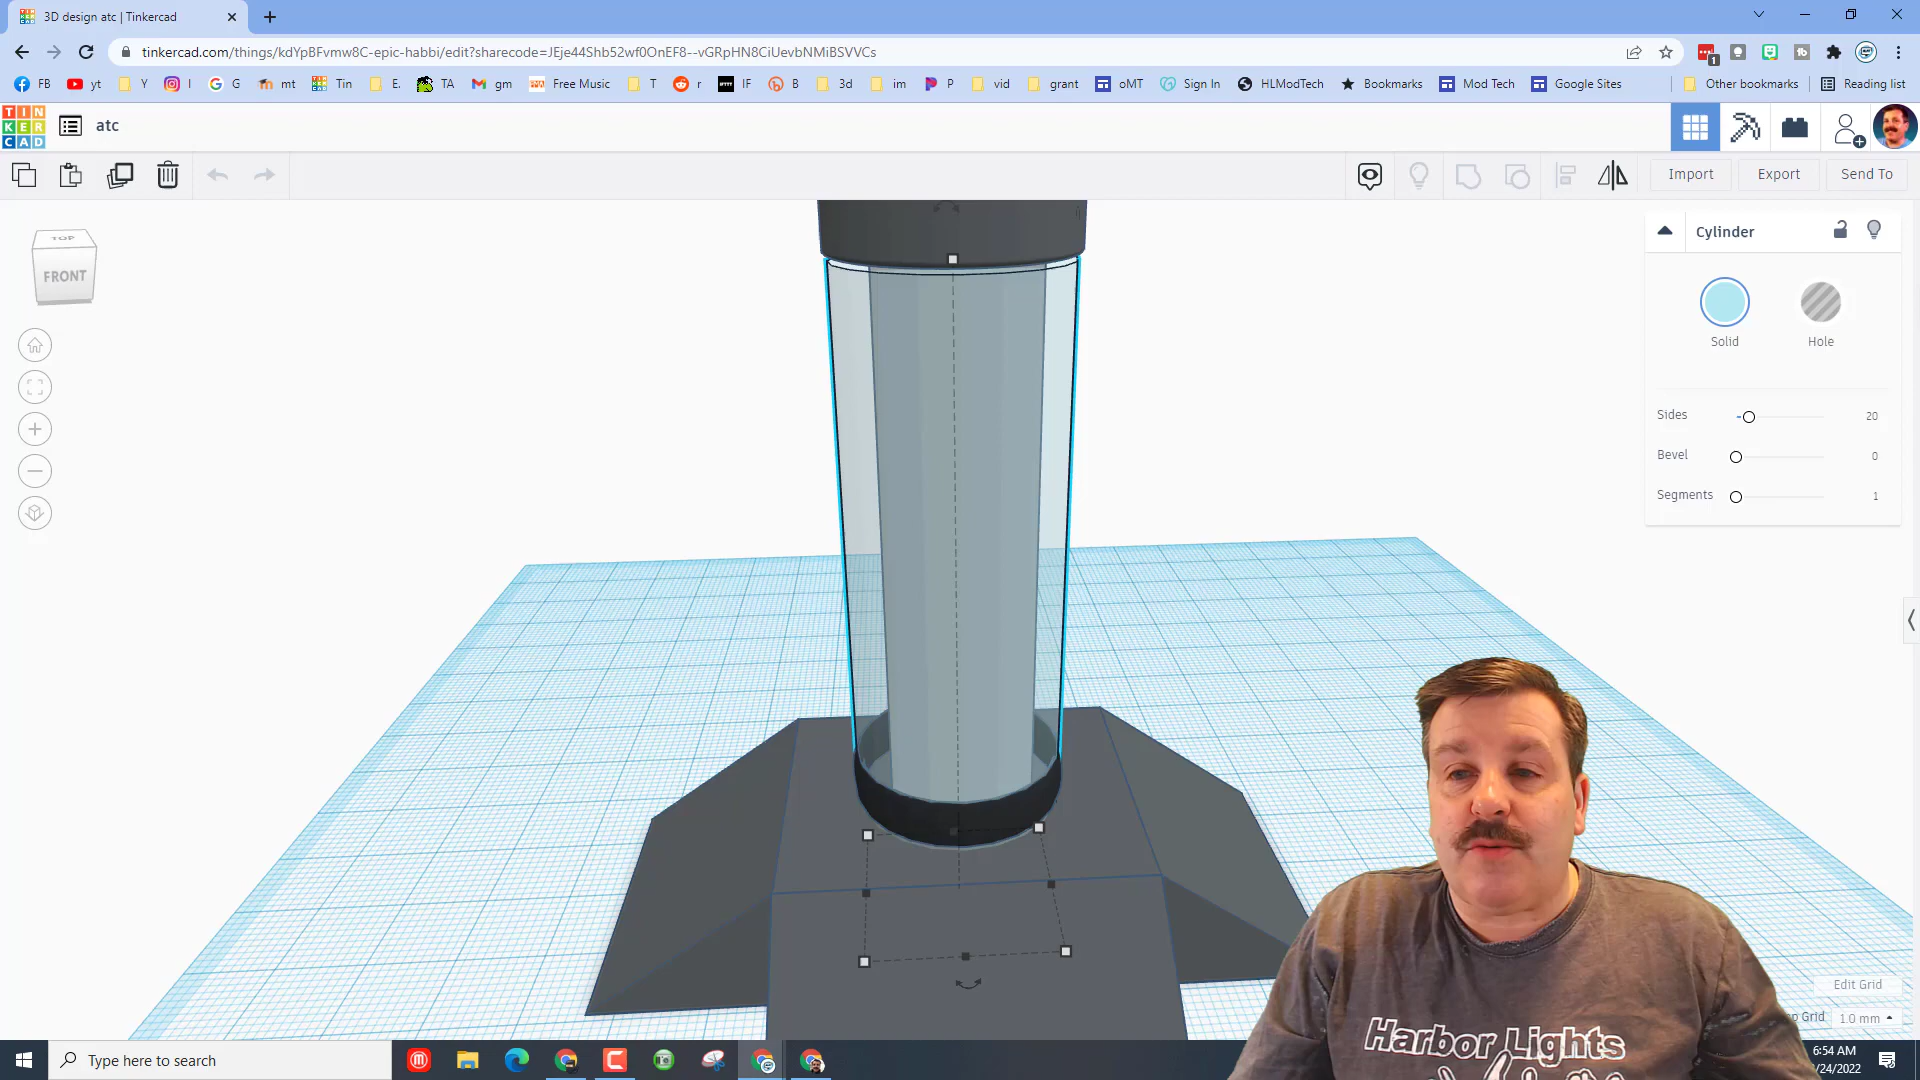 3D design atc | Tinkercad
tinkercad.com/things/kdYpBFvmw8C-epic-habbi/edit?sharecode=JEje44Shb52wf0OnEF8--vGRpHN8CiUevbNMiBSVVCs
1
FB yt Y I G mt Tin E. TA gm Free Music T r IF B 3d im P vid grant oMT Sign In HLModTech Bookmarks Mod Tech Google Sites Other bookmarks Reading list
TIN
KER
CAD
atc
Import Export Send To
TOP
FRONT
Cylinder
Solid Hole
Sides 20
Bevel 0
Segments 1
Edit Grid
p Grid 1.0 mm
Harbor Lights
Type here to search
6:54 AM
/24/2022